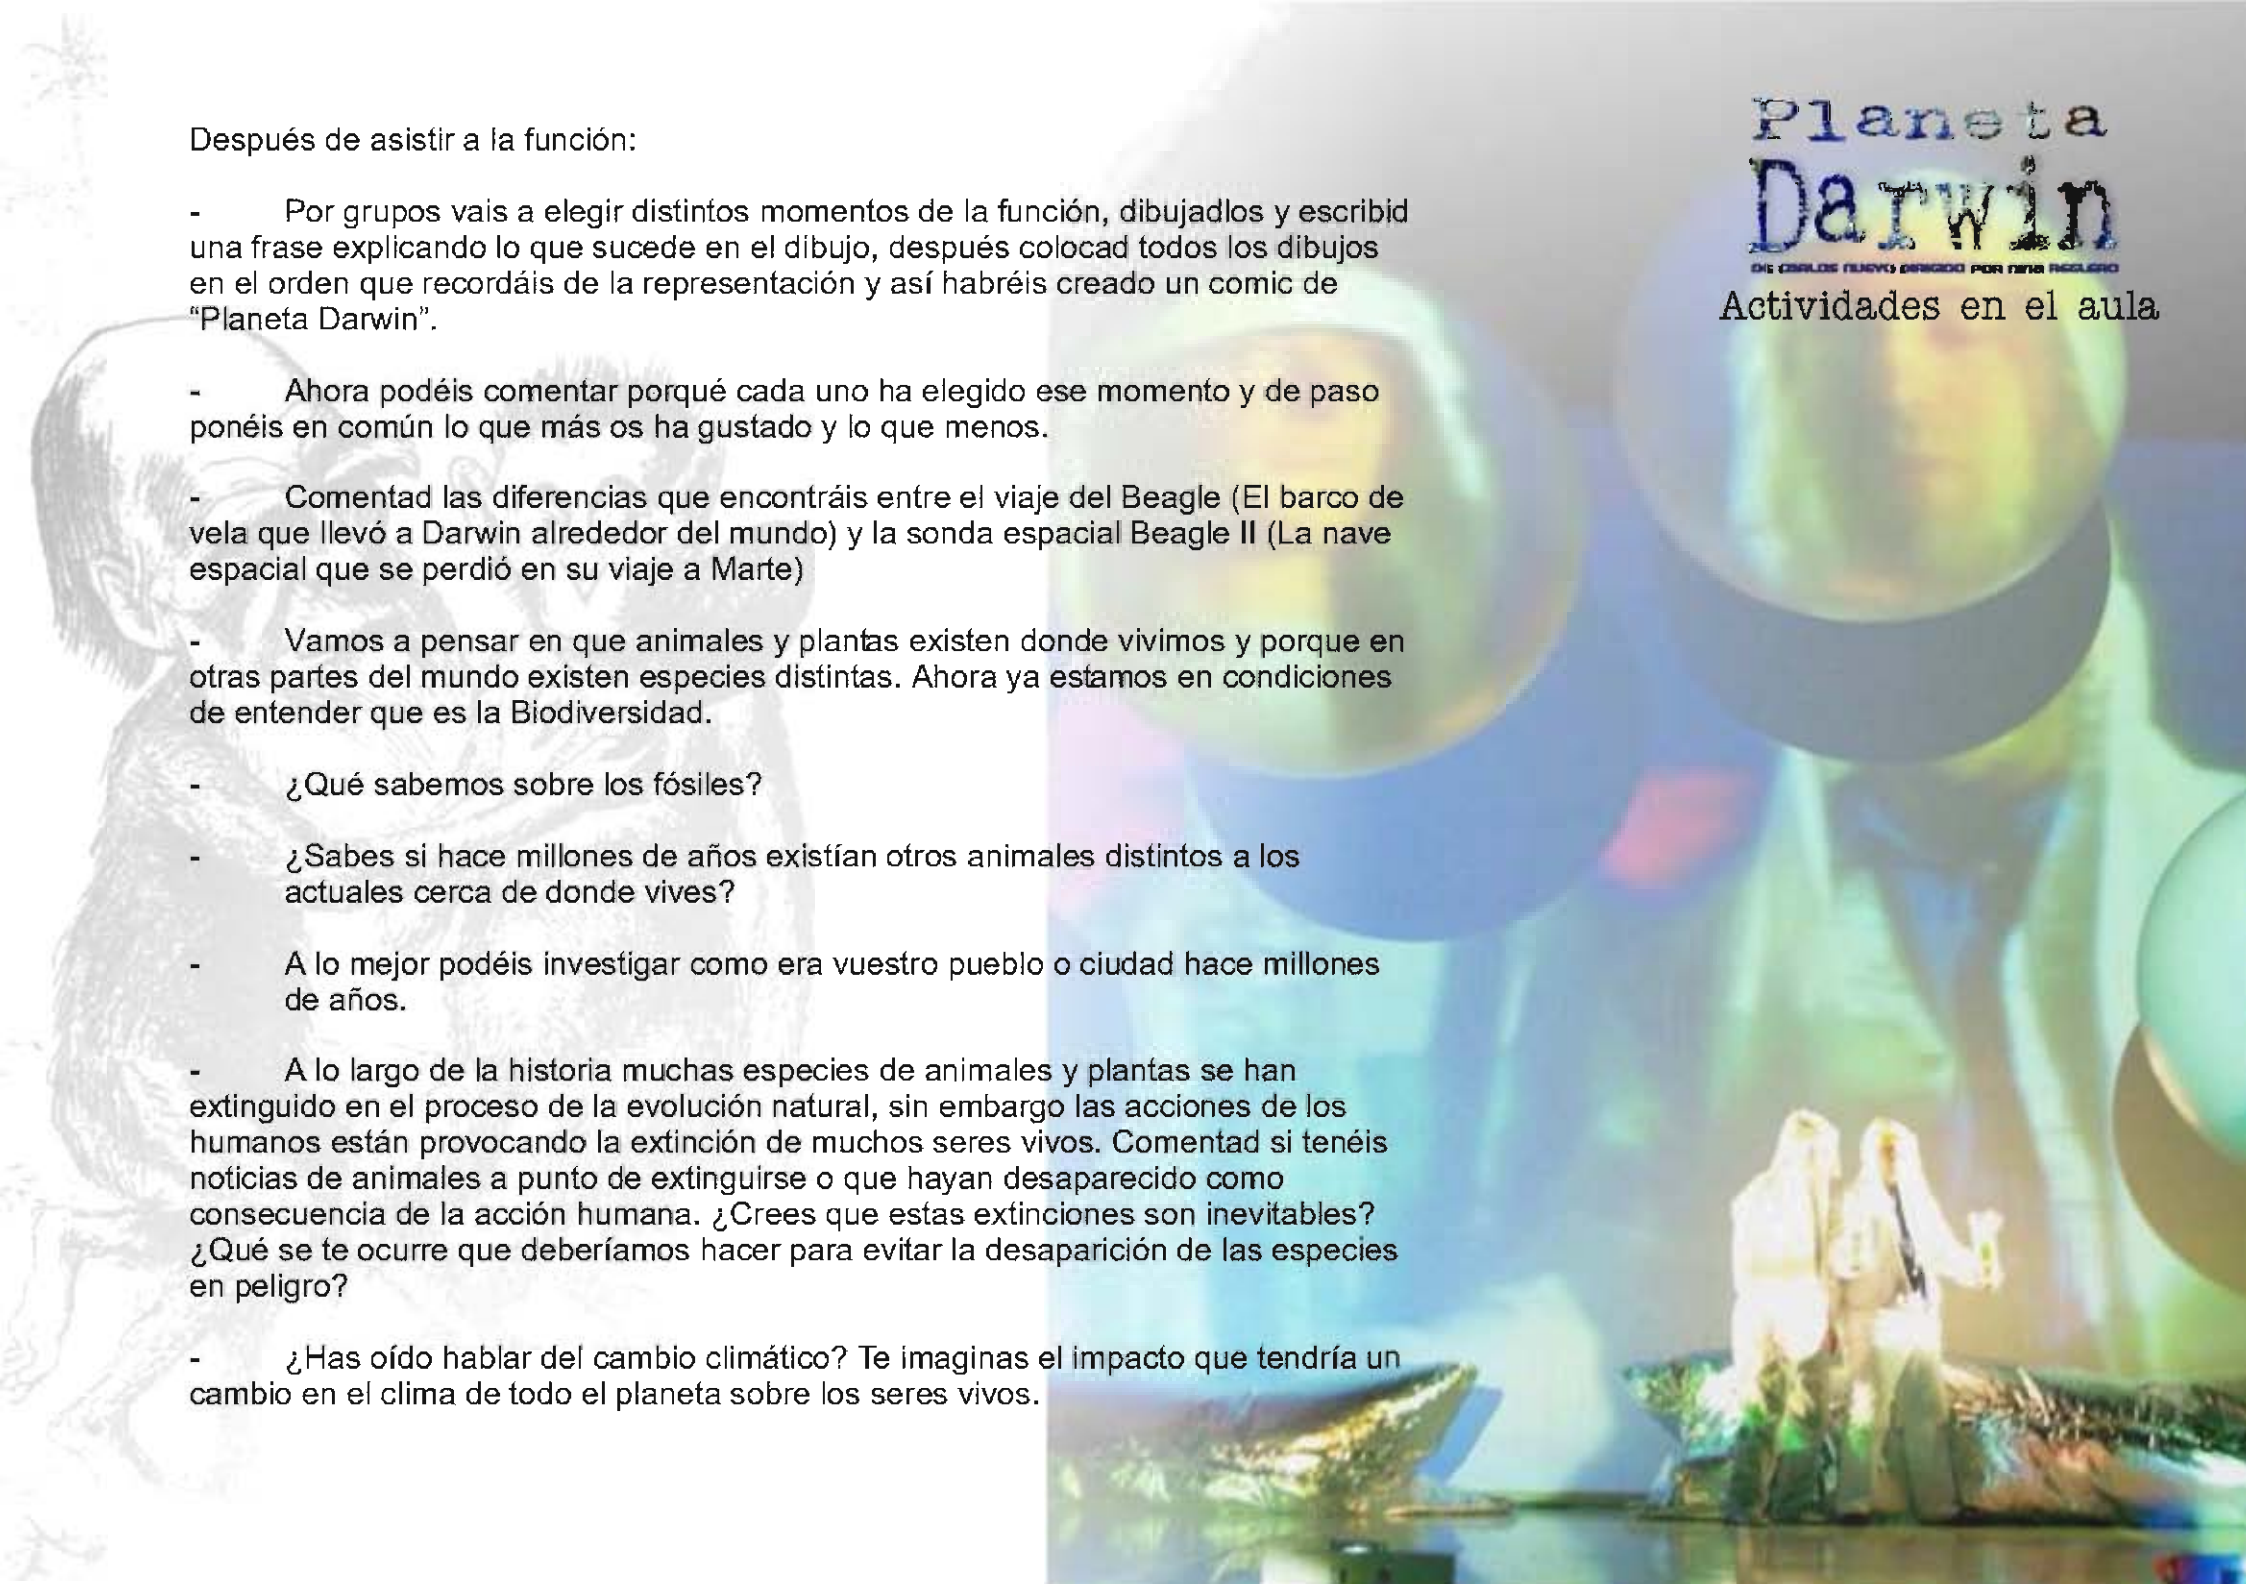 Planeta
Darwin
DE CARLOS NUEVO DIRIGIDO POR NINA REGLERO
Actividades en el aula
Después de asistir a la función:
- Por grupos vais a elegir distintos momentos de la función, dibujadlos y escribid
una frase explicando lo que sucede en el dibujo, después colocad todos los dibujos
en el orden que recordáis de la representación y así habréis creado un comic de
“Planeta Darwin”.
- Ahora podéis comentar porqué cada uno ha elegido ese momento y de paso
ponéis en común lo que más os ha gustado y lo que menos.
- Comentad las diferencias que encontráis entre el viaje del Beagle (El barco de
vela que llevó a Darwin alrededor del mundo) y la sonda espacial Beagle II (La nave
espacial que se perdió en su viaje a Marte)
- Vamos a pensar en que animales y plantas existen donde vivimos y porque en
otras partes del mundo existen especies distintas. Ahora ya estamos en condiciones
de entender que es la Biodiversidad.
- ¿Qué sabemos sobre los fósiles?
- ¿Sabes si hace millones de años existían otros animales distintos a los
actuales cerca de donde vives?
- A lo mejor podéis investigar como era vuestro pueblo o ciudad hace millones
de años.
- A lo largo de la historia muchas especies de animales y plantas se han
extinguido en el proceso de la evolución natural, sin embargo las acciones de los
humanos están provocando la extinción de muchos seres vivos. Comentad si tenéis
noticias de animales a punto de extinguirse o que hayan desaparecido como
consecuencia de la acción humana. ¿Crees que estas extinciones son inevitables?
¿Qué se te ocurre que deberíamos hacer para evitar la desaparición de las especies
en peligro?
- ¿Has oído hablar del cambio climático? Te imaginas el impacto que tendría un
cambio en el clima de todo el planeta sobre los seres vivos.